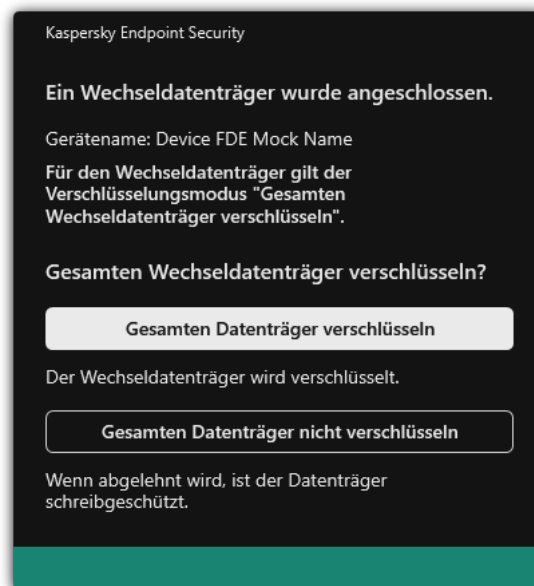 Kaspersky Endpoint Security
Ein Wechseldatenträger wurde angeschlossen.
Gerätename: Device FDE Mock Name
Für den Wechseldatenträger gilt der
Verschlüsselungsmodus "Gesamten
Wechseldatenträger verschlüsseln".
Gesamten Wechseldatenträger verschlüsseln?
Gesamten Datenträger verschlüsseln
Der Wechseldatenträger wird verschlüsselt.
Gesamten Datenträger nicht verschlüsseln
Wenn abgelehnt wird, ist der Datenträger
schreibgeschützt.